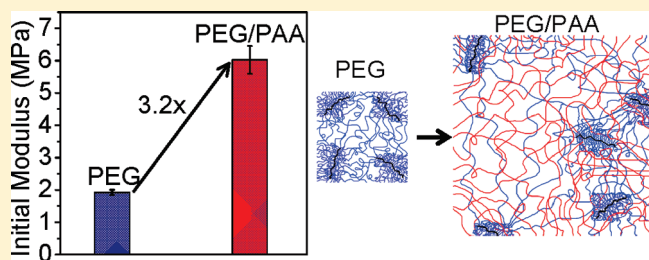 Initial Modulus (MPa)
7
6
5
4
3
2
1
0
PEG
3.2x
PEG/PAA
PEG
PEG/PAA